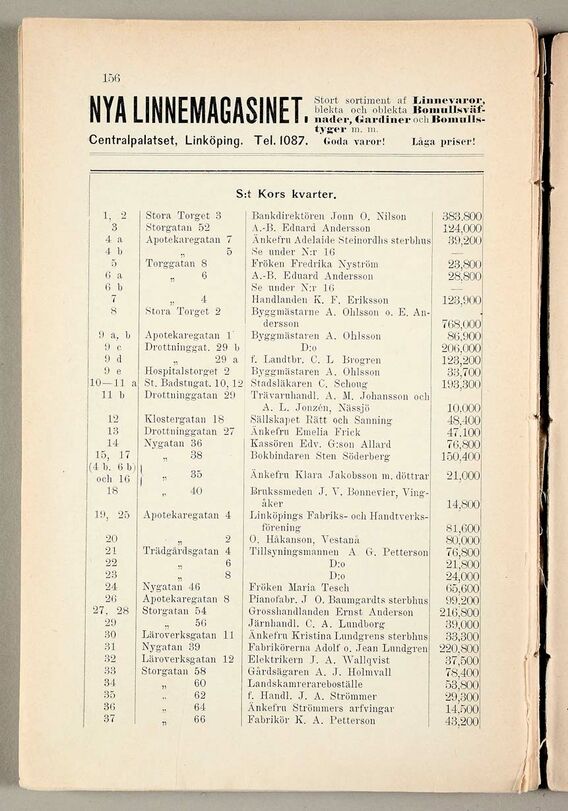 156
NYA LINNEMAGASINET,
Stort sortiment af Linnevaror,
blekta och oblekta Bomullsväf-
nader, Gardiner och Bomulls-
tyger m. m.
Centralpalatset, Linköping. Tel. 1087. Goda varor! Låga priser!
S:t Kors kvarter.
1, 2 Stora Torget 3 Bankdirektören John O. Nilson 383,800
3 Storgatan 52 A.-B. Eduard Andersson 124,000
4 a Apotekaregatan 7 Änkefru Adelaide Steinordhs sterbhus 39,200
4 b „ 5 Se under N:r 16
5 Torggatan 8 Fröken Fredrika Nyström 23,800
6 a „ 6 A.-B. Eduard Andersson 28,800
6 b Se under N:r 16 —
7 „ 4 Handlanden K. F. Eriksson 123,900
8 Stora Torget 2 Byggmästarne A. Ohlsson o. E. An-
dersson 768,000
9 a, b Apotekaregatan 1 Byggmästaren A. Ohlsson 86,900
9 c Drottninggat. 29 b D:o 206,000
9 d „ 29 a f. Landtbr. C. L Brogren 123,200
9 e Hospitalstorget 2 Byggmästaren A. Ohlsson 33,700
10—11 a St. Badstugat. 10, 12 Stadsläkaren C. Schoug 193,300
11 b Drottninggatan 29 Trävaruhandl. A. M. Johansson och
A. L. Jonzén, Nässjö 10,000
12 Klostergatan 18 Sällskapet Rätt och Sanning 48,400
13 Drottninggatan 27 Änkefru Emelia Frick 47,100
14 Nygatan 36 Kassören Edv. G:son Allard 76,800
15, 17 „ 38 Bokbindaren Sten Söderberg 150,400
(4 b, 6 b)
och 16 „ 35 Änkefru Klara Jakobsson m. döttrar 21,000
18 „ 40 Brukssmeden J. V. Bonnevier, Ving-
åker 14,800
19, 25 Apotekaregatan 4 Linköpings Fabriks- och Handtverks-
förening 81,600
20 „ 2 O. Håkanson, Vestanå 80,000
21 Trädgårdsgatan 4 Tillsyningsmannen A G. Petterson 76,800
22 „ 6 D:o 21,800
23 „ 8 D:o 24,000
24 Nygatan 46 Fröken Maria Tesch 65,600
26 Apotekaregatan 8 Pianofabr. J O. Baumgardts sterbhus 99,200
27, 28 Storgatan 54 Grosshandlanden Ernst Anderson 216,800
29 „ 56 Järnhandl. C. A. Lundborg 39,000
30 Läroverksgatan 11 Änkefru Kristina Lundgrens sterbhus 33,300
31 Nygatan 39 Fabrikörerna Adolf o. Jean Lundgren 220,800
32 Läroverksgatan 12 Elektrikern J. A. Wallqvist 37,500
33 Storgatan 58 Gårdsägaren A. J. Holmvall 78,400
34 „ 60 Landskamrerareboställe 53,800
35 „ 62 f. Handl. J. A. Strömmer 29,300
36 „ 64 Änkefru Strömmers arfvingar 14,500
37 „ 66 Fabrikör K. A. Petterson 43,200